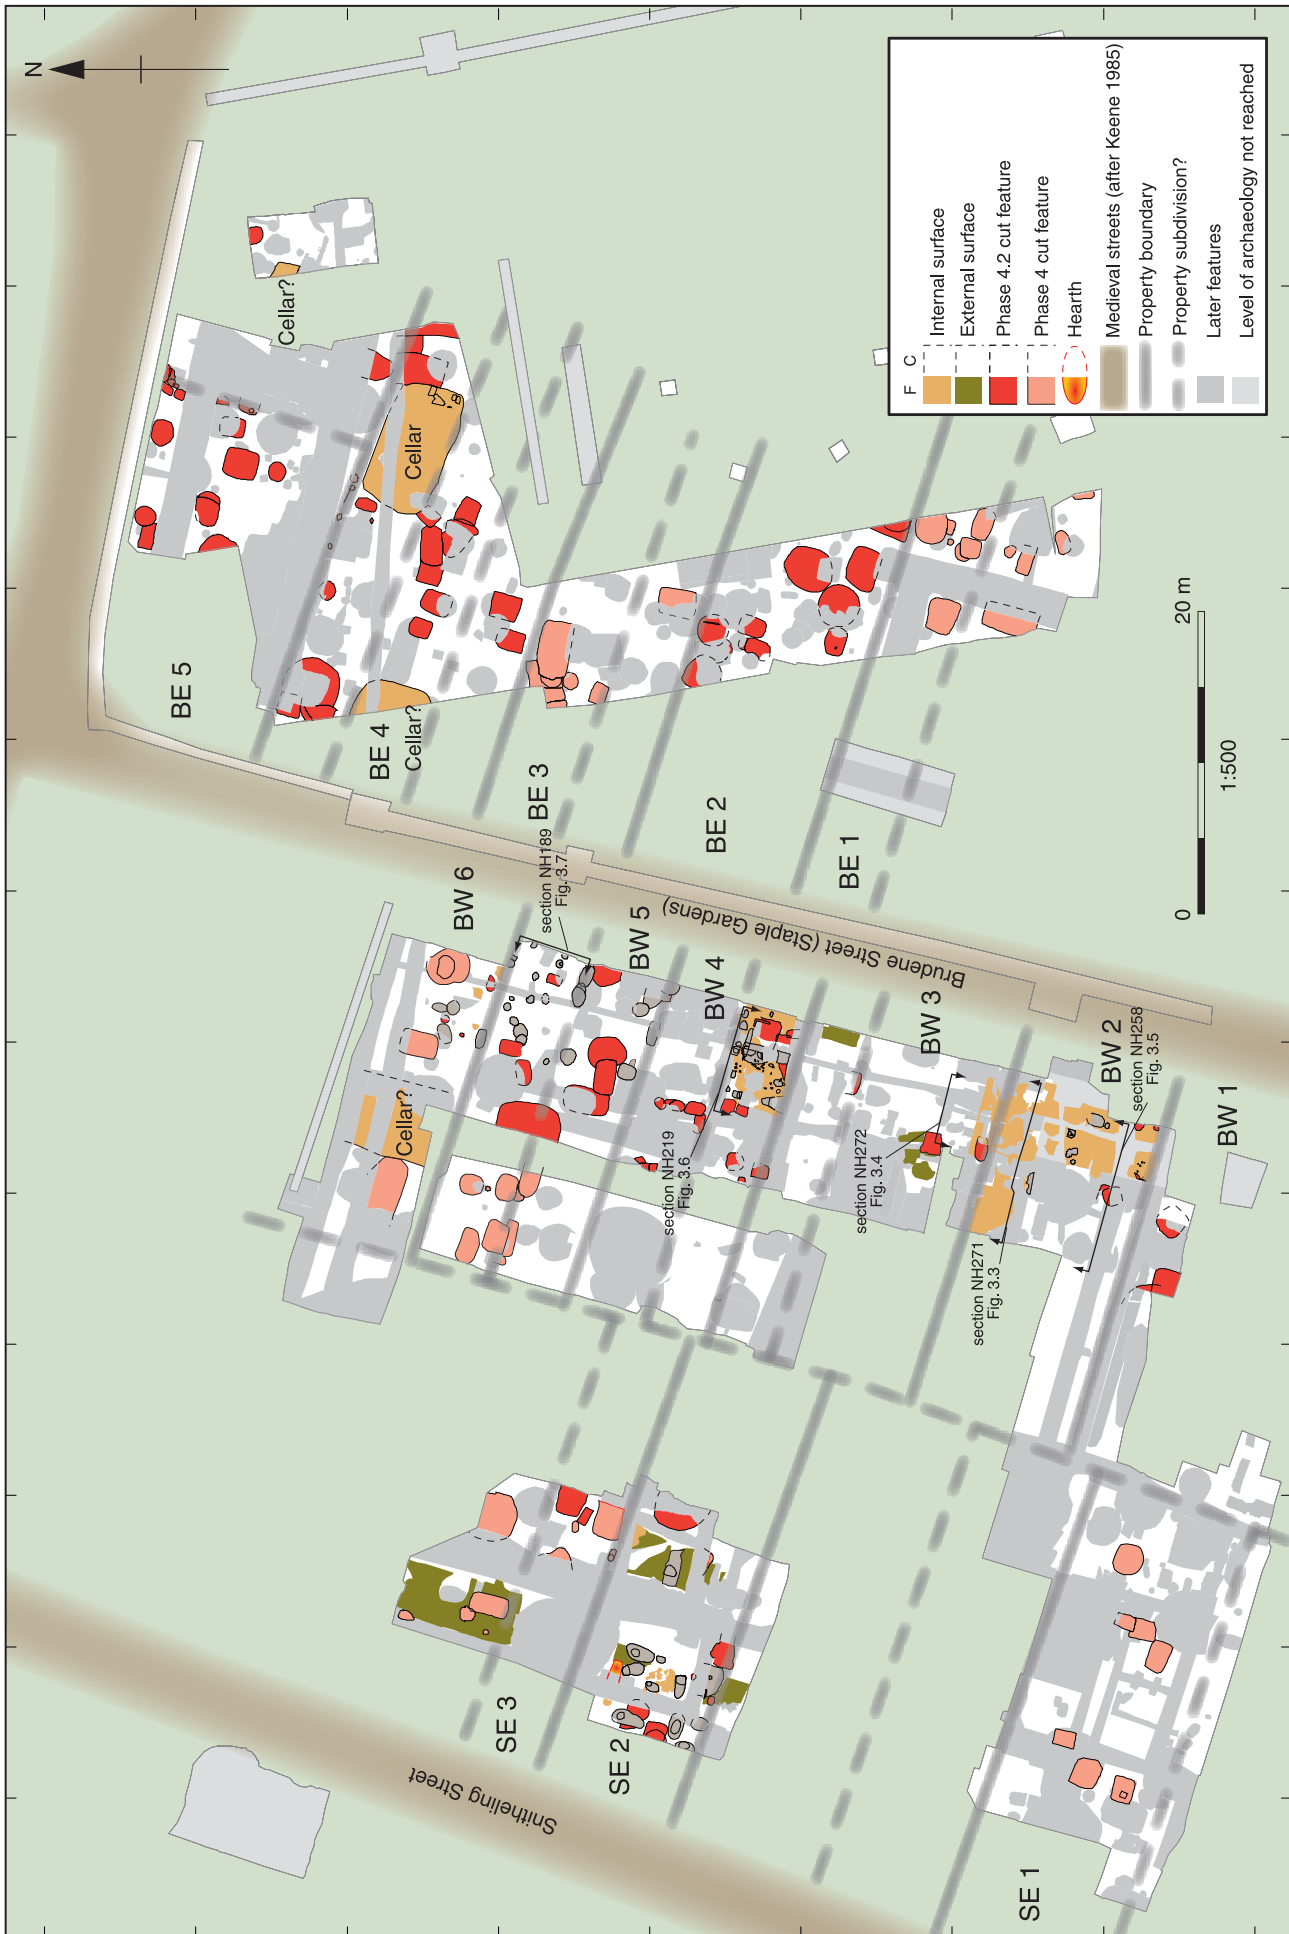 N
BE 5
BE 4
Cellar?
BE 3
BE 2
BE 1
Cellar
Cellar?
BW 6
section NH189
Fig. 3.7
BW 5
BW 4
BW 3
BW 2
section NH258
Fig. 3.5
BW 1
Brudene Street (Staple Gardens)
Cellar?
section NH219
Fig. 3.6
section NH272
Fig. 3.4
section NH271
Fig. 3.3
SE 3
SE 2
SE 1
Snitheling Street
0
20 m
1:500
F C
Internal surface
External surface
Phase 4.2 cut feature
Phase 4 cut feature
Hearth
Medieval streets (after Keene 1985)
Property boundary
Property subdivision?
Later features
Level of archaeology not reached